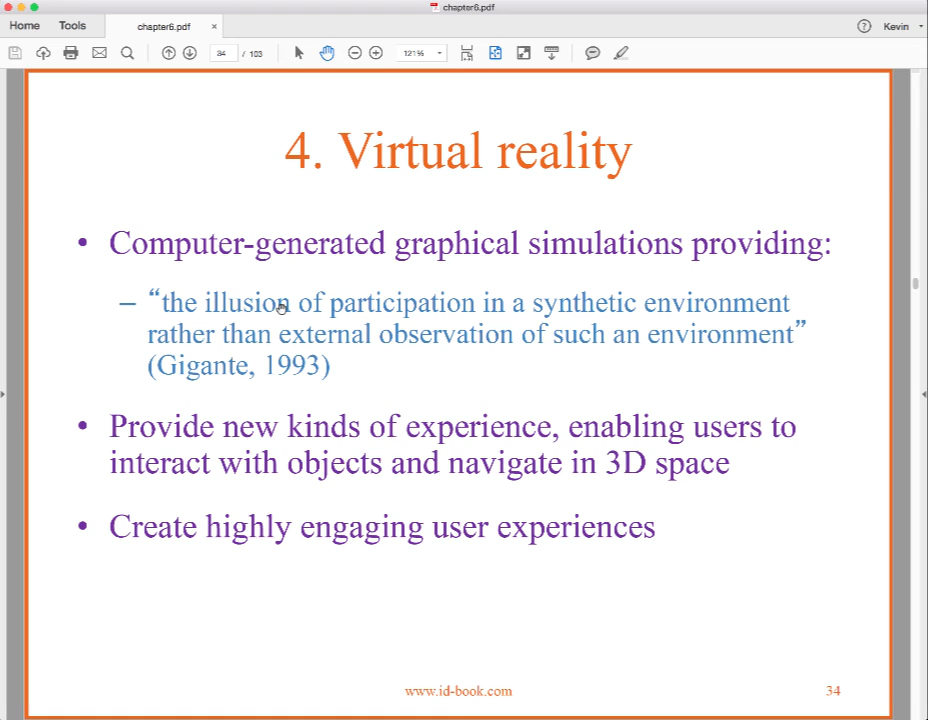 chapter6.pdf
Home Tools chapter6.pdf × ? Kevin
34 / 103 121%
4. Virtual reality
• Computer-generated graphical simulations providing:
– “the illusion of participation in a synthetic environment
rather than external observation of such an environment”
(Gigante, 1993)
• Provide new kinds of experience, enabling users to
interact with objects and navigate in 3D space
• Create highly engaging user experiences
www.id-book.com 34